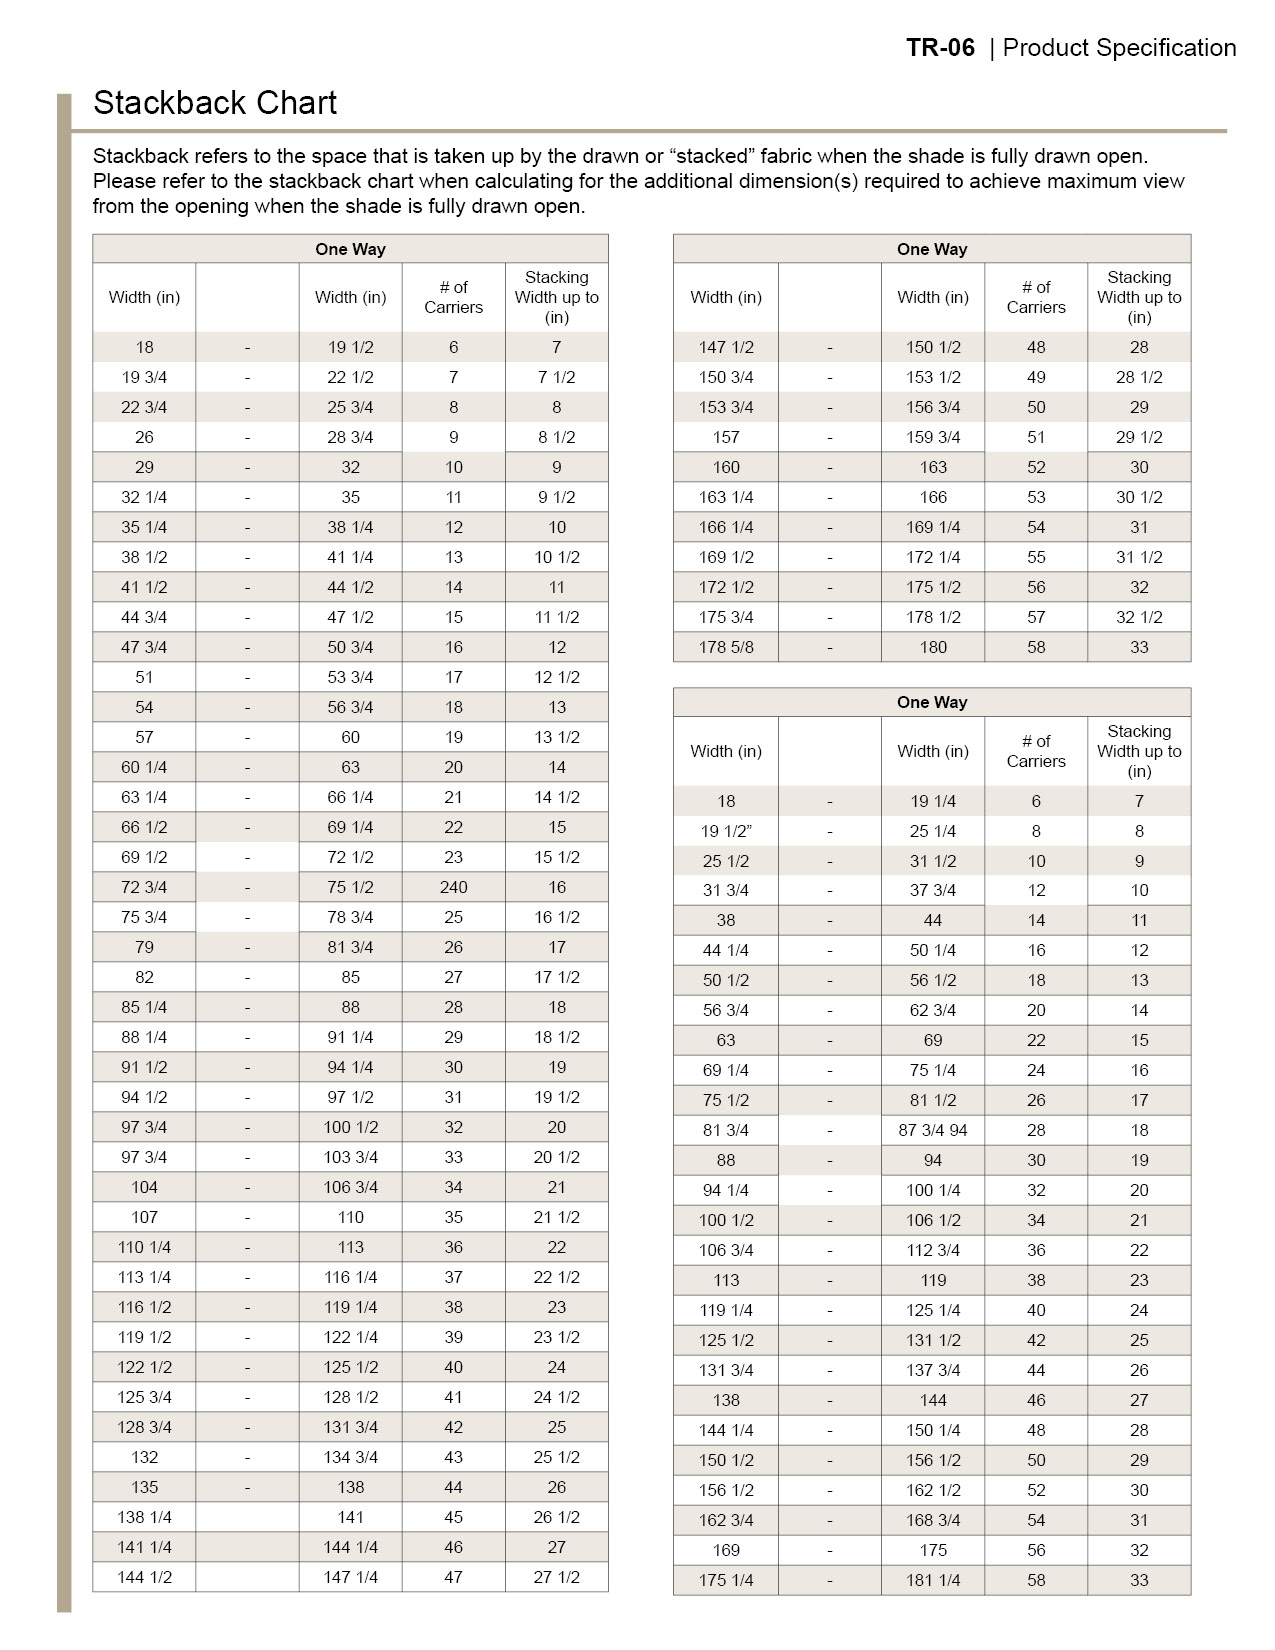 TR-06 | Product Specification
Stackback Chart
Stackback refers to the space that is taken up by the drawn or “stacked” fabric when the shade is fully drawn open.
Please refer to the stackback chart when calculating for the additional dimension(s) required to achieve maximum view
from the opening when the shade is fully drawn open.
One Way
Width (in) Width (in) # of Carriers Stacking Width up to (in)
18 - 19 1/2 6 7
19 3/4 - 22 1/2 7 7 1/2
22 3/4 - 25 3/4 8 8
26 - 28 3/4 9 8 1/2
29 - 32 10 9
32 1/4 - 35 11 9 1/2
35 1/4 - 38 1/4 12 10
38 1/2 - 41 1/4 13 10 1/2
41 1/2 - 44 1/2 14 11
44 3/4 - 47 1/2 15 11 1/2
47 3/4 - 50 3/4 16 12
51 - 53 3/4 17 12 1/2
54 - 56 3/4 18 13
57 - 60 19 13 1/2
60 1/4 - 63 20 14
63 1/4 - 66 1/4 21 14 1/2
66 1/2 - 69 1/4 22 15
69 1/2 - 72 1/2 23 15 1/2
72 3/4 - 75 1/2 240 16
75 3/4 - 78 3/4 25 16 1/2
79 - 81 3/4 26 17
82 - 85 27 17 1/2
85 1/4 - 88 28 18
88 1/4 - 91 1/4 29 18 1/2
91 1/2 - 94 1/4 30 19
94 1/2 - 97 1/2 31 19 1/2
97 3/4 - 100 1/2 32 20
97 3/4 - 103 3/4 33 20 1/2
104 - 106 3/4 34 21
107 - 110 35 21 1/2
110 1/4 - 113 36 22
113 1/4 - 116 1/4 37 22 1/2
116 1/2 - 119 1/4 38 23
119 1/2 - 122 1/4 39 23 1/2
122 1/2 - 125 1/2 40 24
125 3/4 - 128 1/2 41 24 1/2
128 3/4 - 131 3/4 42 25
132 - 134 3/4 43 25 1/2
135 - 138 44 26
138 1/4 141 45 26 1/2
141 1/4 144 1/4 46 27
144 1/2 147 1/4 47 27 1/2
One Way
Width (in) Width (in) # of Carriers Stacking Width up to (in)
147 1/2 - 150 1/2 48 28
150 3/4 - 153 1/2 49 28 1/2
153 3/4 - 156 3/4 50 29
157 - 159 3/4 51 29 1/2
160 - 163 52 30
163 1/4 - 166 53 30 1/2
166 1/4 - 169 1/4 54 31
169 1/2 - 172 1/4 55 31 1/2
172 1/2 - 175 1/2 56 32
175 3/4 - 178 1/2 57 32 1/2
178 5/8 - 180 58 33
One Way
Width (in) Width (in) # of Carriers Stacking Width up to (in)
18 - 19 1/4 6 7
19 1/2” - 25 1/4 8 8
25 1/2 - 31 1/2 10 9
31 3/4 - 37 3/4 12 10
38 - 44 14 11
44 1/4 - 50 1/4 16 12
50 1/2 - 56 1/2 18 13
56 3/4 - 62 3/4 20 14
63 - 69 22 15
69 1/4 - 75 1/4 24 16
75 1/2 - 81 1/2 26 17
81 3/4 - 87 3/4 94 28 18
88 - 94 30 19
94 1/4 - 100 1/4 32 20
100 1/2 - 106 1/2 34 21
106 3/4 - 112 3/4 36 22
113 - 119 38 23
119 1/4 - 125 1/4 40 24
125 1/2 - 131 1/2 42 25
131 3/4 - 137 3/4 44 26
138 - 144 46 27
144 1/4 - 150 1/4 48 28
150 1/2 - 156 1/2 50 29
156 1/2 - 162 1/2 52 30
162 3/4 - 168 3/4 54 31
169 - 175 56 32
175 1/4 - 181 1/4 58 33